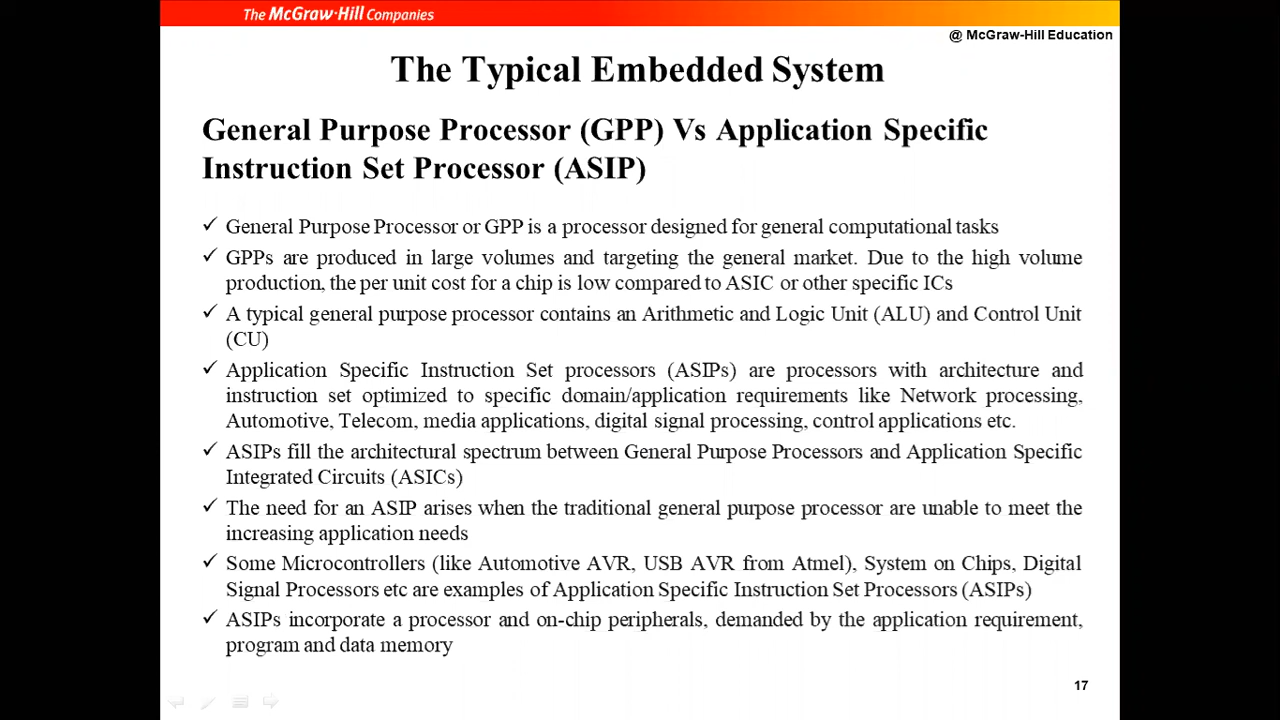 The McGraw-Hill Companies
@ McGraw-Hill Education
The Typical Embedded System
General Purpose Processor (GPP) Vs Application Specific
Instruction Set Processor (ASIP)
✓ General Purpose Processor or GPP is a processor designed for general computational tasks
✓ GPPs are produced in large volumes and targeting the general market. Due to the high volume
production, the per unit cost for a chip is low compared to ASIC or other specific ICs
✓ A typical general purpose processor contains an Arithmetic and Logic Unit (ALU) and Control Unit
(CU)
✓ Application Specific Instruction Set processors (ASIPs) are processors with architecture and
instruction set optimized to specific domain/application requirements like Network processing,
Automotive, Telecom, media applications, digital signal processing, control applications etc.
✓ ASIPs fill the architectural spectrum between General Purpose Processors and Application Specific
Integrated Circuits (ASICs)
✓ The need for an ASIP arises when the traditional general purpose processor are unable to meet the
increasing application needs
✓ Some Microcontrollers (like Automotive AVR, USB AVR from Atmel), System on Chips, Digital
Signal Processors etc are examples of Application Specific Instruction Set Processors (ASIPs)
✓ ASIPs incorporate a processor and on-chip peripherals, demanded by the application requirement,
program and data memory
17